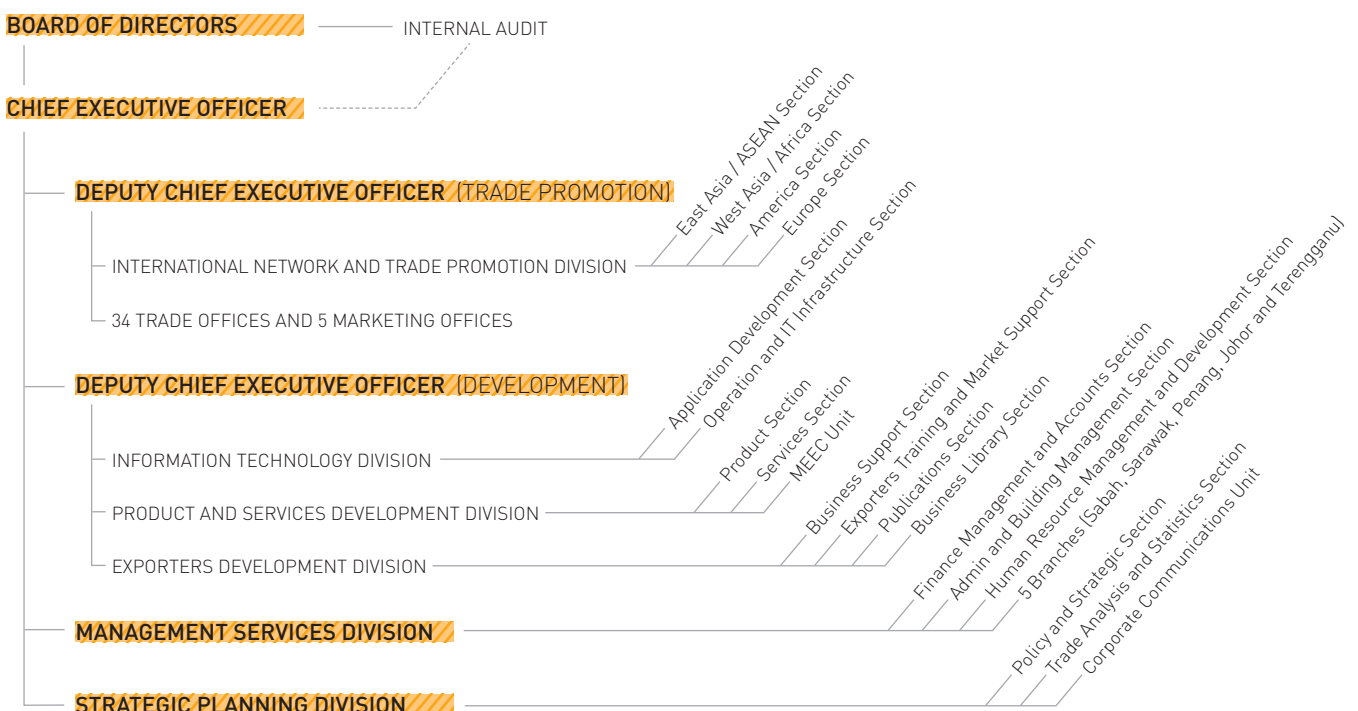 BOARD OF DIRECTORS
INTERNAL AUDIT
CHIEF EXECUTIVE OFFICER
DEPUTY CHIEF EXECUTIVE OFFICER (TRADE PROMOTION)
INTERNATIONAL NETWORK AND TRADE PROMOTION DIVISION
East Asia / ASEAN Section
West Asia / Africa Section
America Section
Europe Section
34 TRADE OFFICES AND 5 MARKETING OFFICES
DEPUTY CHIEF EXECUTIVE OFFICER (DEVELOPMENT)
INFORMATION TECHNOLOGY DIVISION
Application Development Section
Operation and IT Infrastructure Section
PRODUCT AND SERVICES DEVELOPMENT DIVISION
Product Section
Services Section
MEEC Unit
EXPORTERS DEVELOPMENT DIVISION
Business Support Section
Exporters Training and Market Support Section
Publications Section
Business Library Section
MANAGEMENT SERVICES DIVISION
Finance Management and Accounts Section
Admin and Building Management Section
Human Resource Management and Development Section
5 Branches (Sabah, Sarawak, Penang, Johor and Terengganu)
STRATEGIC PLANNING DIVISION
Policy and Strategic Section
Trade Analysis and Statistics Section
Corporate Communications Unit